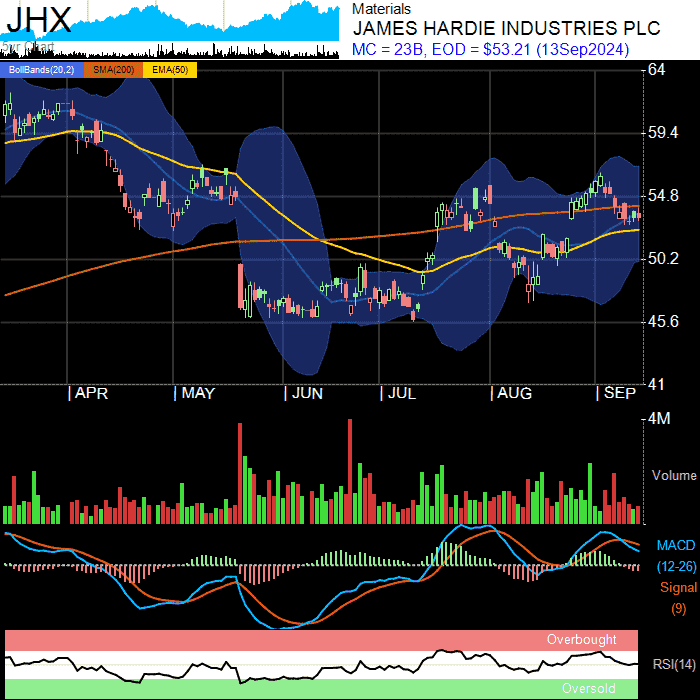 JHX
5yr Chart
Materials
JAMES HARDIE INDUSTRIES PLC
MC = 23B, EOD = $53.21 (13Sep2024)
BollBands(20,2) SMA(200) EMA(50)
64
59.4
54.8
50.2
45.6
41
APR MAY JUN JUL AUG SEP
4M
Volume
MACD
(12-26)
Signal
(9)
Overbought
RSI(14)
Oversold